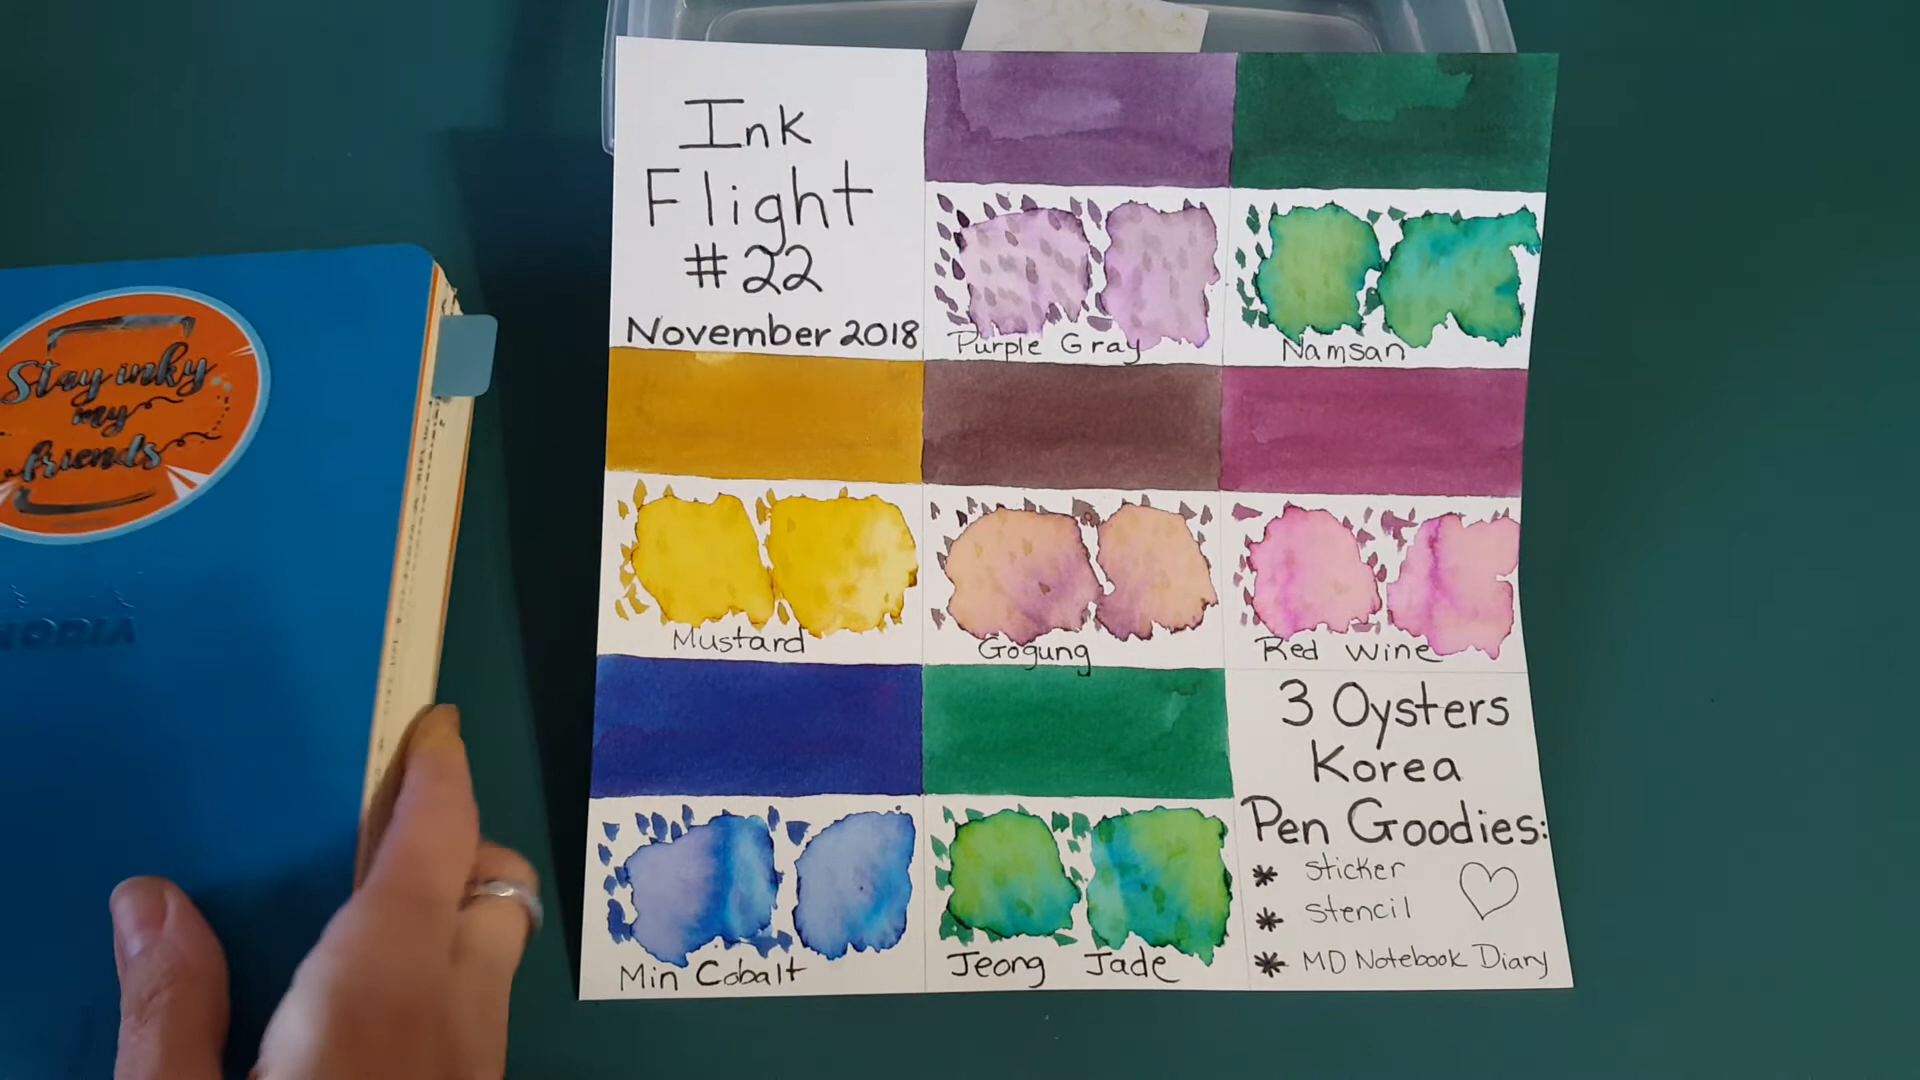 Ink
Flight
#22
November 2018
Purple Gray
Namsan
Mustard
Gogung
Red Wine
Min Cobalt
Jeong Jade
3 Oysters
Korea
Pen Goodies:
* sticker
* stencil
* MD Notebook Diary
Stay inky
my
friends